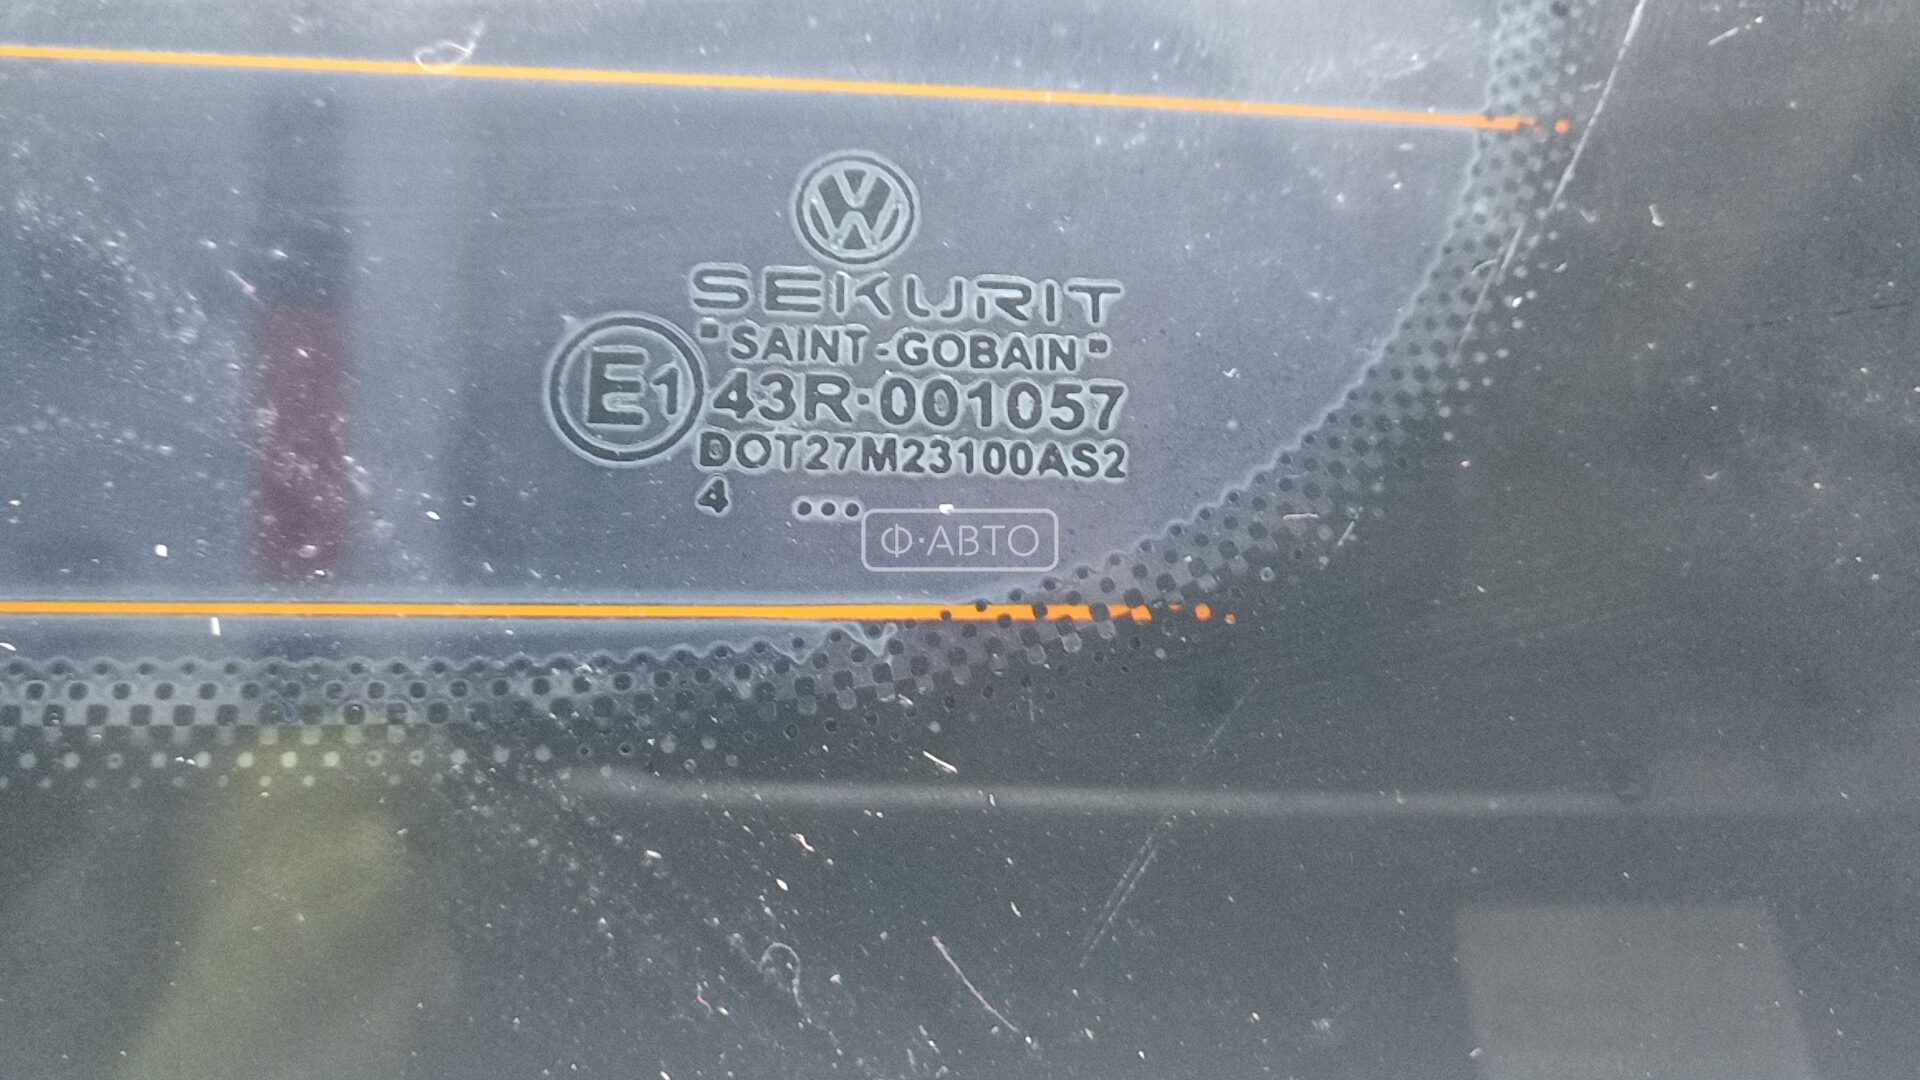 SEKURIT
"SAINT-GOBAIN"
E1 43R-001057
DOT27M23100AS2
4 ...
Ф·АВТО